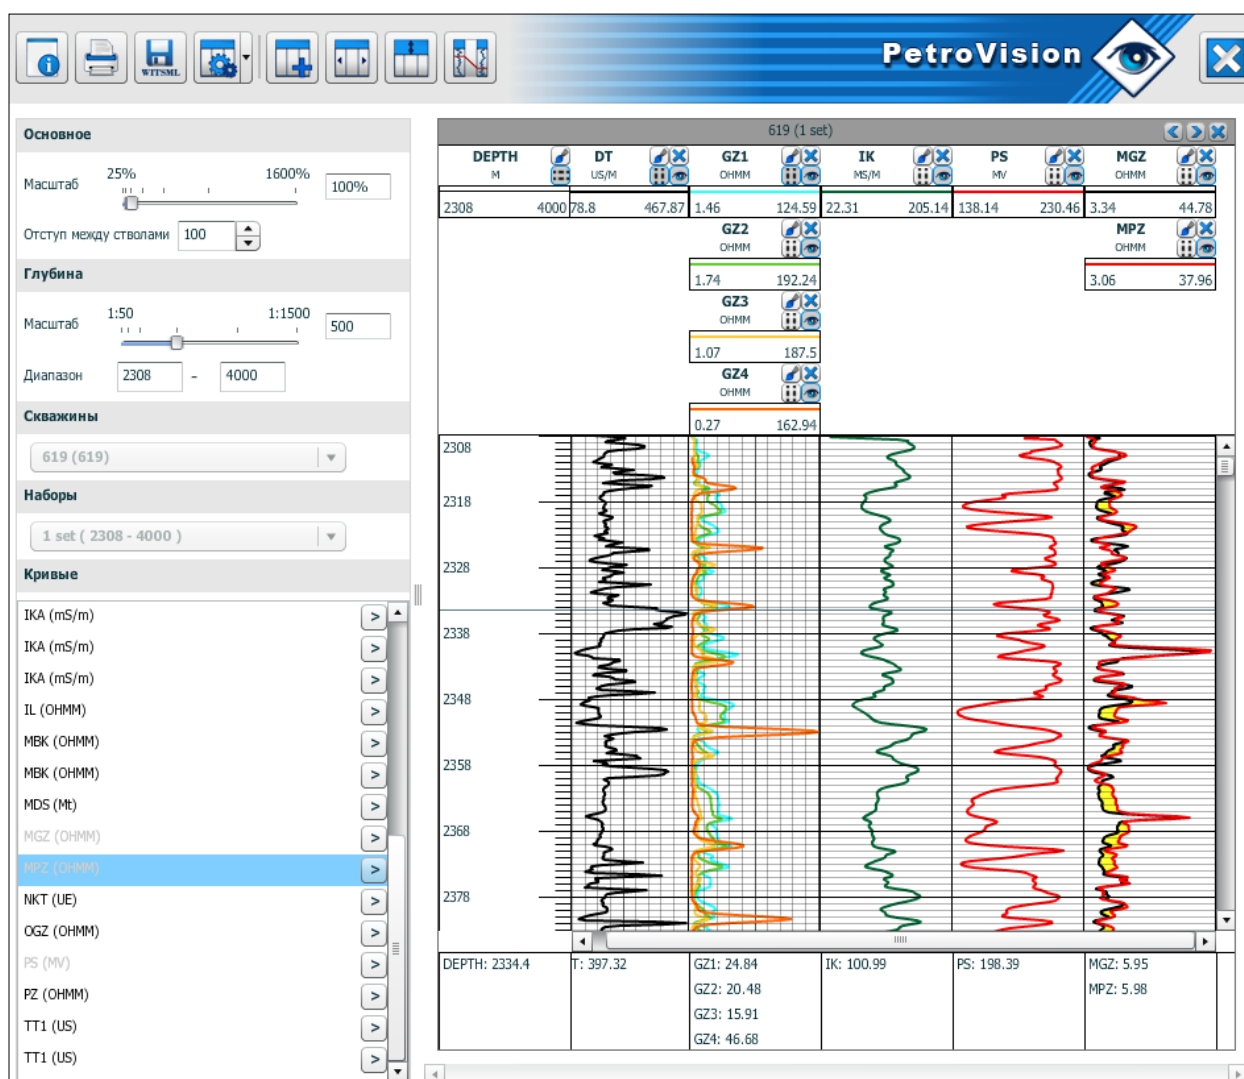 WITSML
PetroVision
Основное
Масштаб
25%
1600%
100%
Отступ между стволами
100
Глубина
Масштаб
1:50
1:1500
500
Диапазон
2308
-
4000
Скважины
619 (619)
Наборы
1 set ( 2308 - 4000 )
Кривые
IKA (mS/m)
>
IKA (mS/m)
>
IKA (mS/m)
>
IL (OHMM)
>
MBK (OHMM)
>
MBK (OHMM)
>
MDS (Mt)
>
MGZ (OHMM)
>
MPZ (OHMM)
>
NKT (UE)
>
OGZ (OHMM)
>
PS (MV)
>
PZ (OHMM)
>
TT1 (US)
>
TT1 (US)
>
619 (1 set)
DEPTH DT GZ1 IK PS MGZ
M US/M OHMM MS/M MV OHMM
2308 4000 78.8 467.87 1.46 124.59 22.31 205.14 138.14 230.46 3.34 44.78
GZ2 MPZ
OHMM OHMM
1.74 192.24 3.06 37.96
GZ3
OHMM
1.07 187.5
GZ4
OHMM
0.27 162.94
2308
2318
2328
2338
2348
2358
2368
2378
DEPTH: 2334.4 T: 397.32 GZ1: 24.84 IK: 100.99 PS: 198.39 MGZ: 5.95
GZ2: 20.48 MPZ: 5.98
GZ3: 15.91
GZ4: 46.68